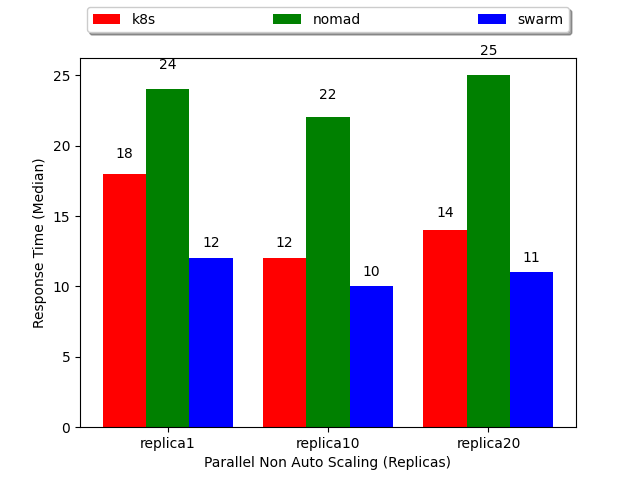 k8s nomad swarm
25
20
15
10
5
0
Response Time (Median)
18 24 12
12 22 10
14 25 11
replica1 replica10 replica20
Parallel Non Auto Scaling (Replicas)